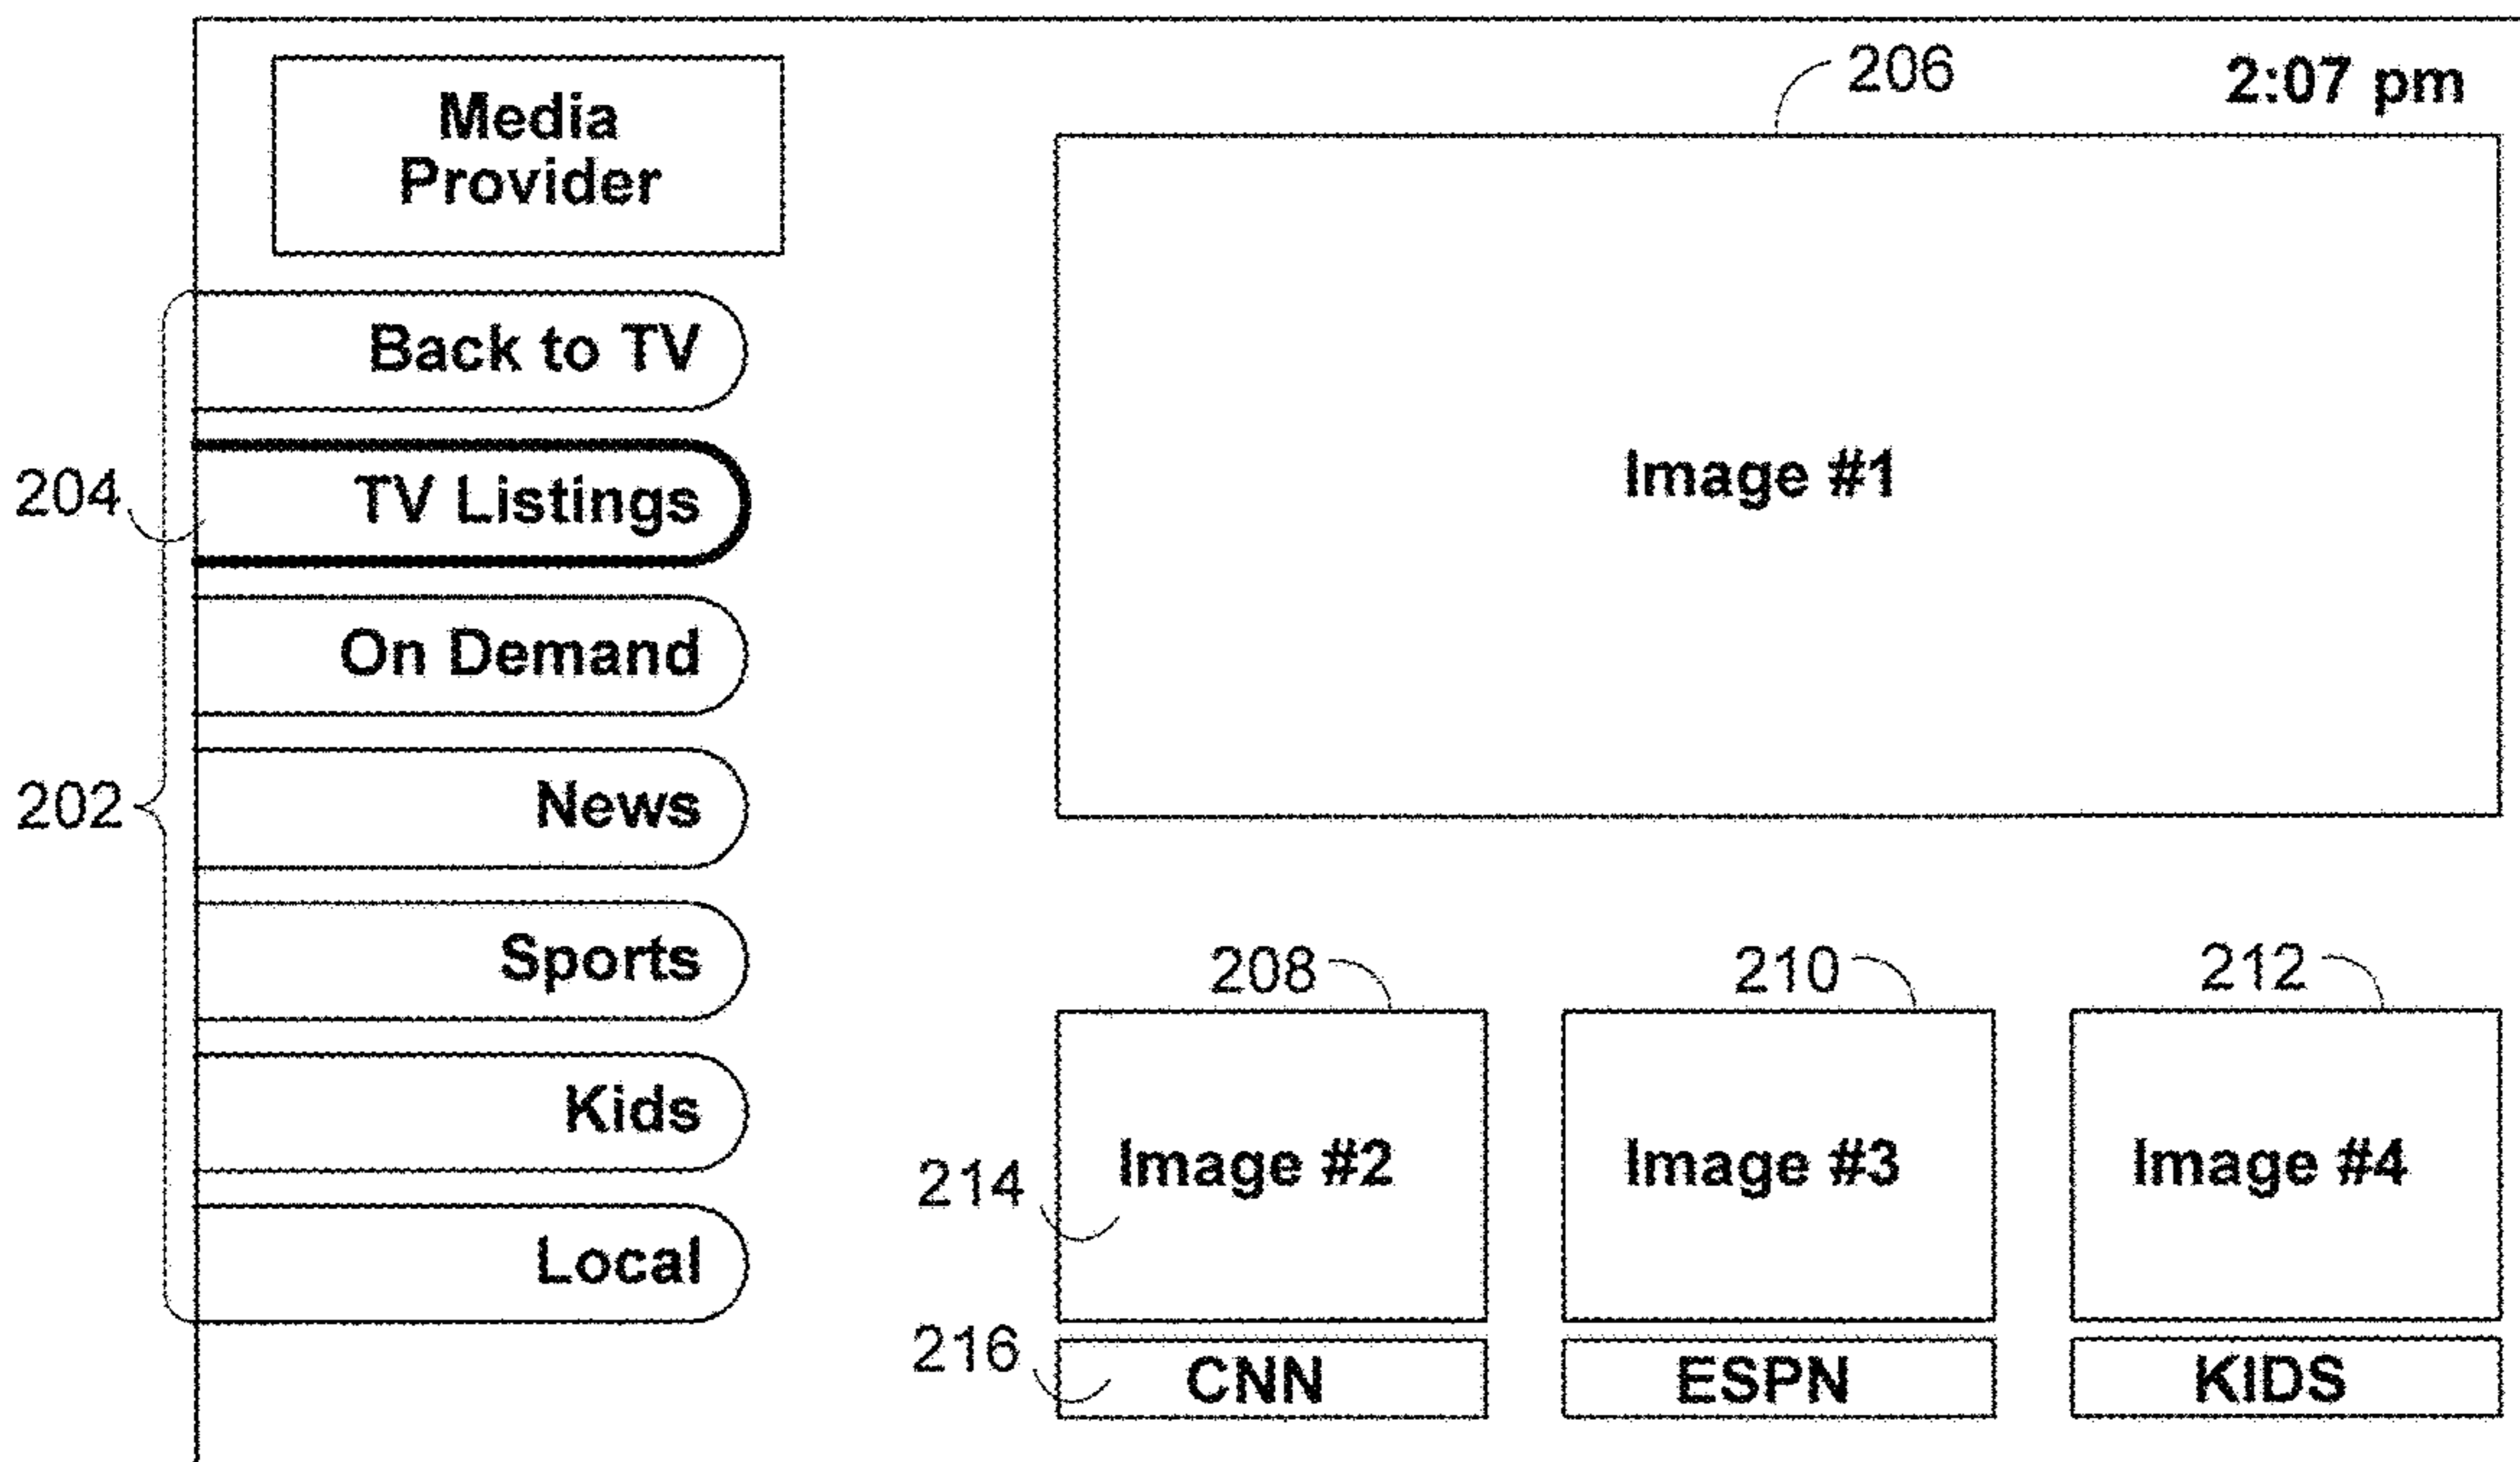 206
2:07 pm
Media
Provider
Back to TV
204
TV Listings
On Demand
202
News
Sports
Kids
Local
Image #1
208
210
212
214
Image #2
Image #3
Image #4
216
CNN
ESPN
KIDS